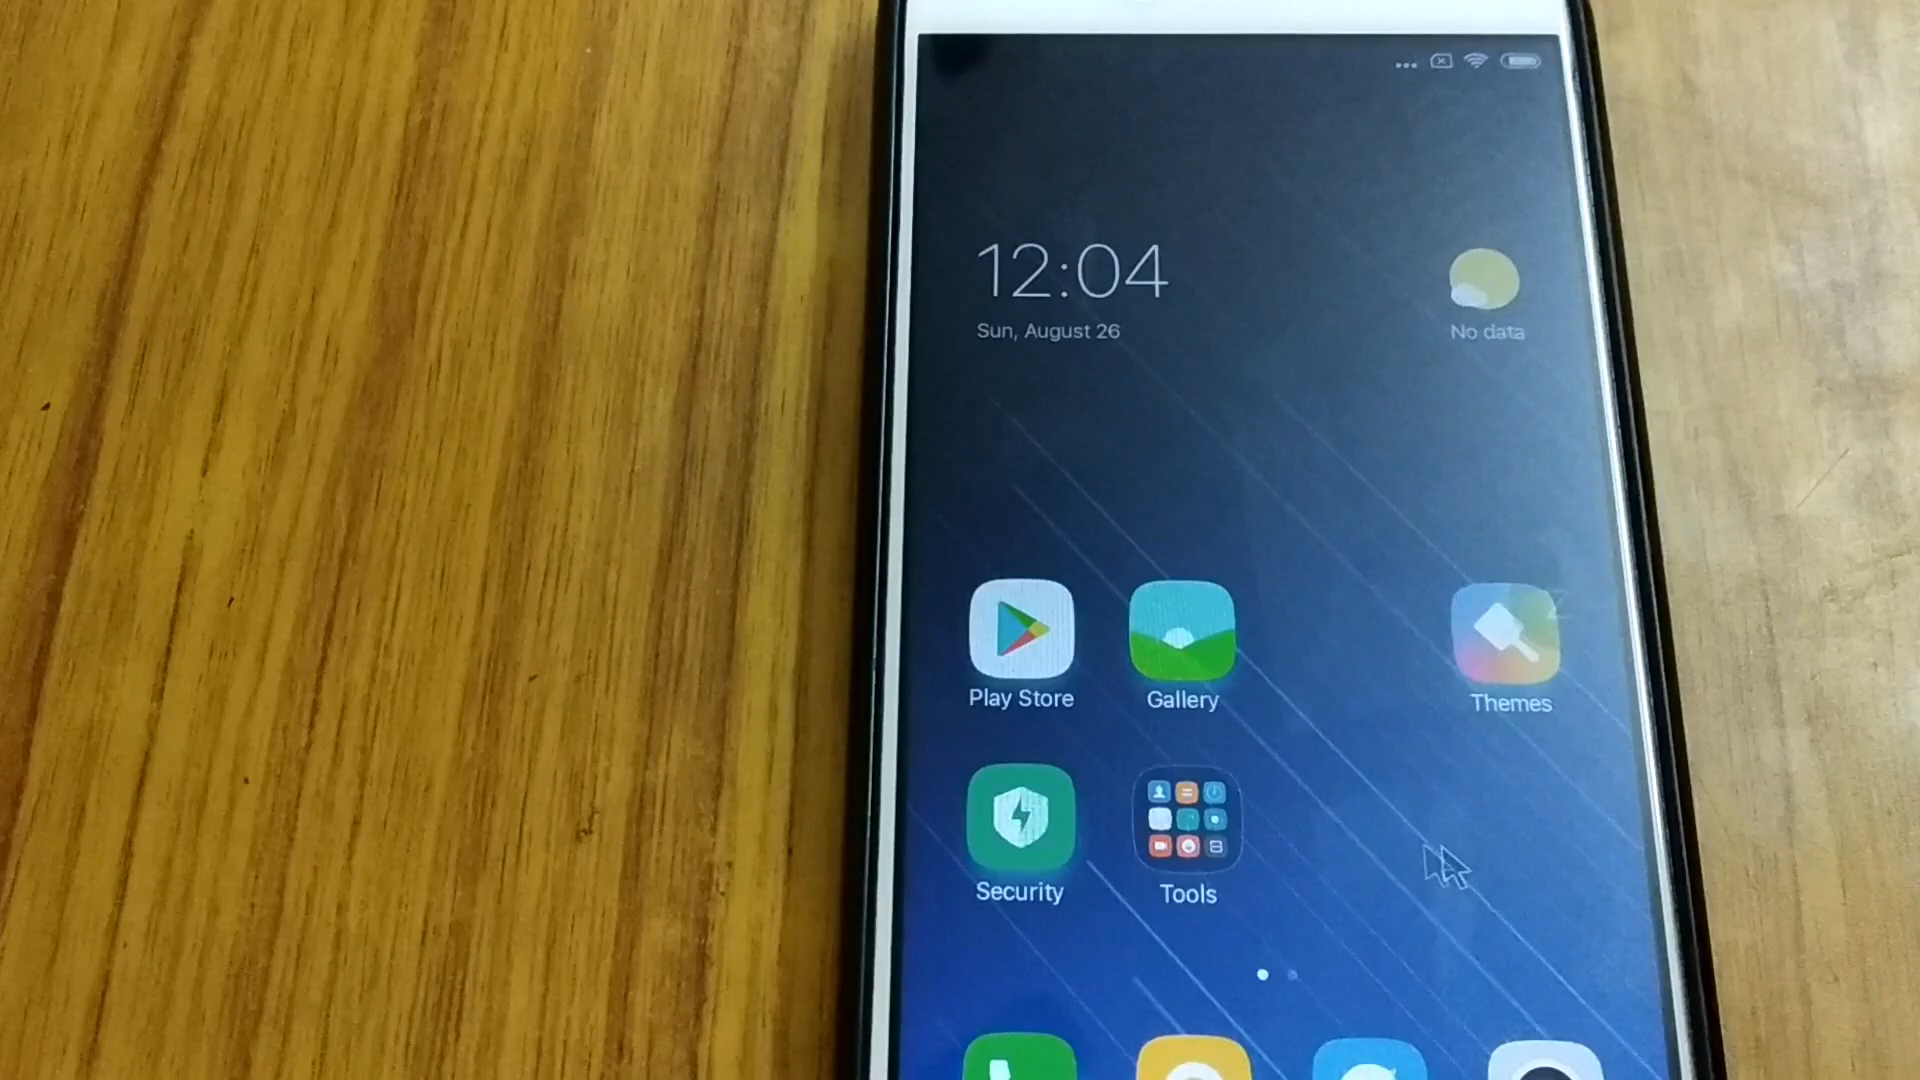 12:04
Sun, August 26
No data
Play Store
Gallery
Themes
Security
Tools